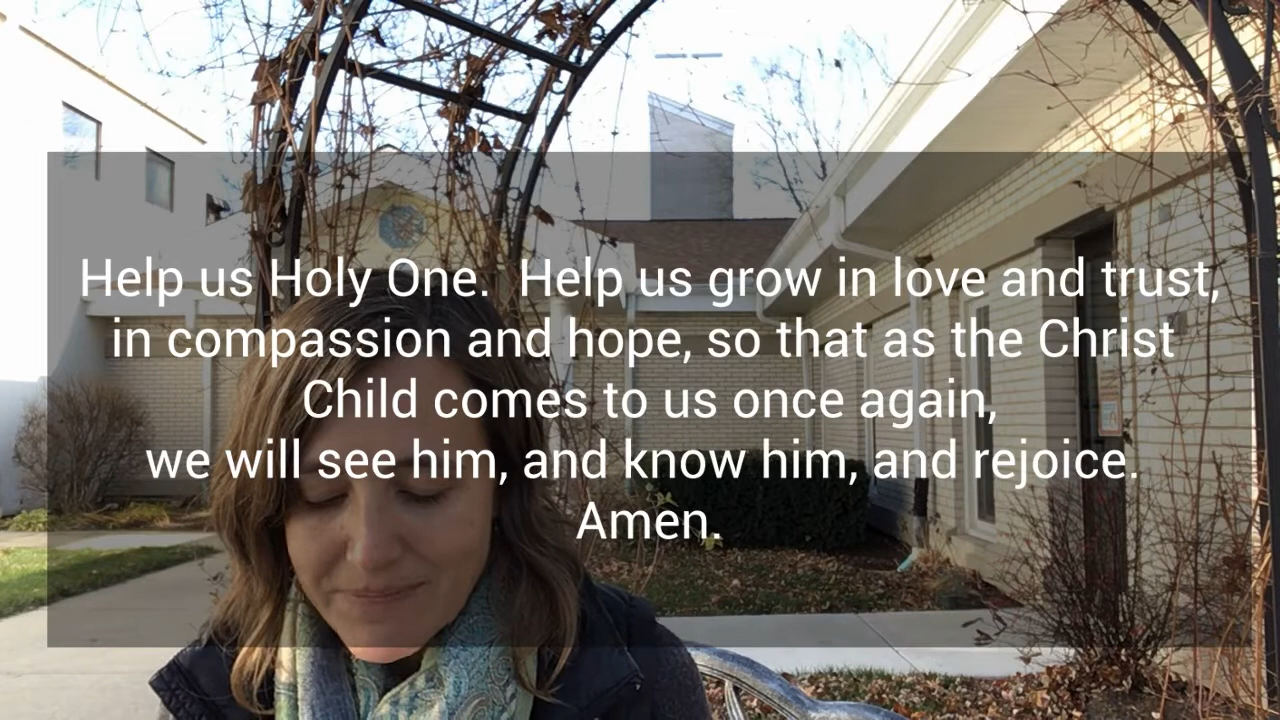 Help us Holy One.  Help us grow in love and trust,
in compassion and hope, so that as the Christ
Child comes to us once again,
we will see him, and know him, and rejoice.
Amen.